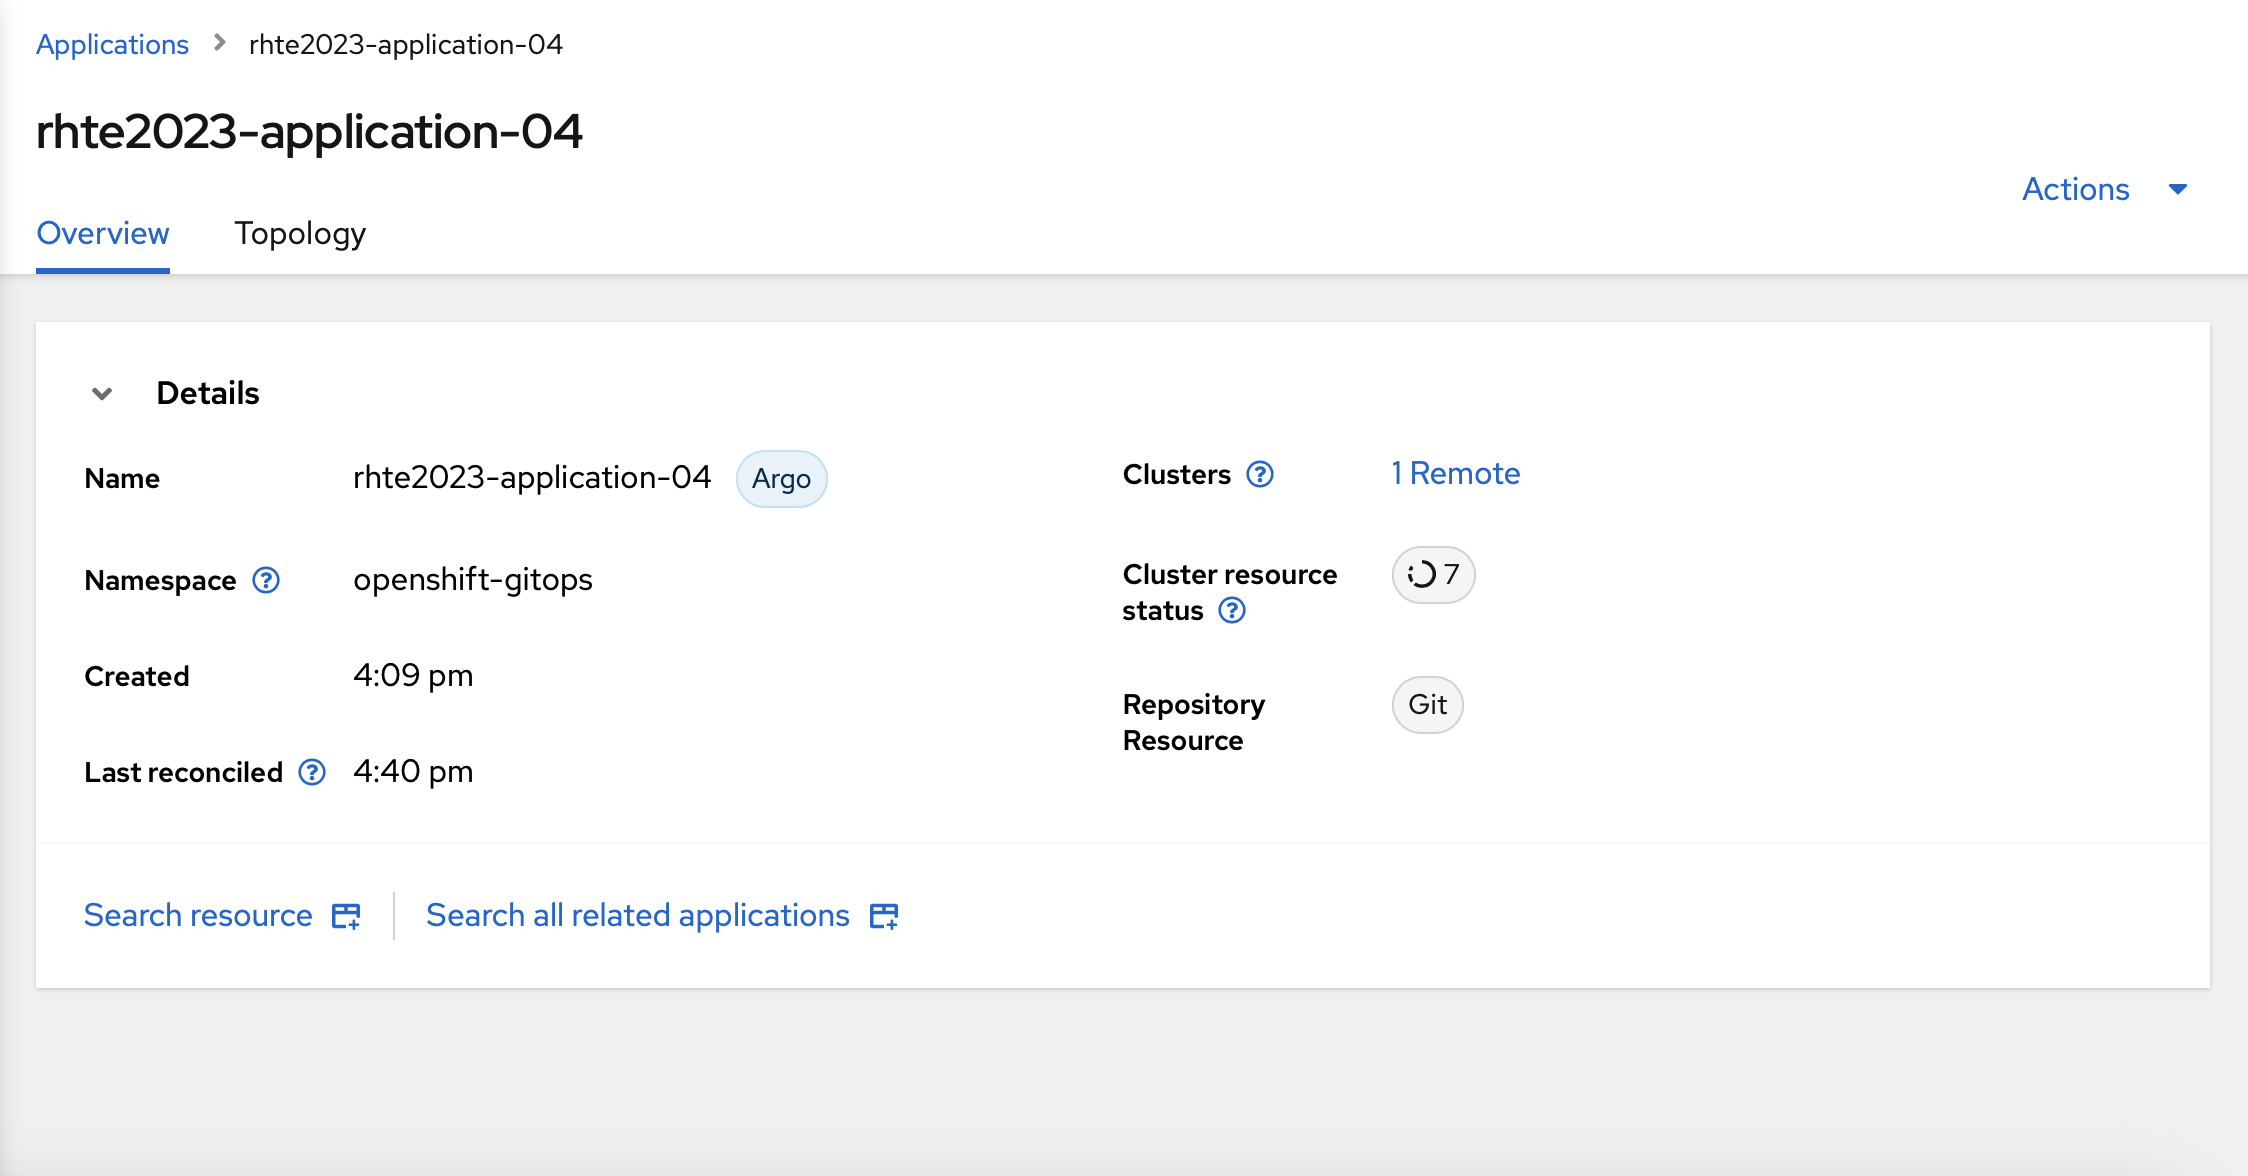 Applications > rhte2023-application-04
rhte2023-application-04
Actions
Overview Topology
Details
Name rhte2023-application-04 Argo
Namespace openshift-gitops
Created 4:09 pm
Last reconciled 4:40 pm
Clusters 1 Remote
Cluster resource
status 7
Repository
Resource Git
Search resource Search all related applications